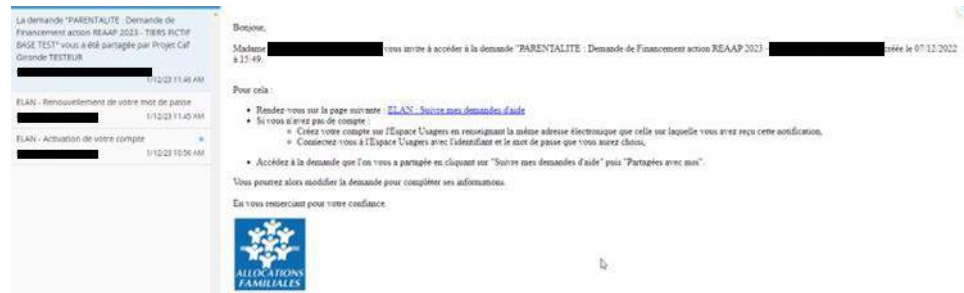 La demande "PARENTALITE : Demande de
Financement action REAAP 2023 - TIERS FICTIF
BASE TEST" vous a été partagée par Projet Caf
Gironde TESTEUR
1/12/23 11:46 AM
ELAN - Renouvellement de votre mot de passe
1/12/23 11:45 AM
ELAN - Activation de votre compte
1/12/23 10:56 AM
Bonjour,
Madame vous invite à accéder à la demande "PARENTALITE : Demande de Financement action REAAP 2023 - créée le 07/12/2022
à 15:49.
Pour cela :
Rendez-vous sur la page suivante : ELAN : Suivre mes demandes d'aide
Si vous n'avez pas de compte :
Créez votre compte sur l'Espace Usagers en renseignant la même adresse électronique que celle sur laquelle vous avez reçu cette notification,
Connectez-vous à l'Espace Usagers avec l'identifiant et le mot de passe que vous aurez choisi,
Accédez à la demande que l'on vous a partagée en cliquant sur "Suivre mes demandes d'aide" puis "Partagées avec moi".
Vous pourrez alors modifier la demande pour compléter ses informations.
En vous remerciant pour votre confiance.
ALLOCATIONS
FAMILIALES